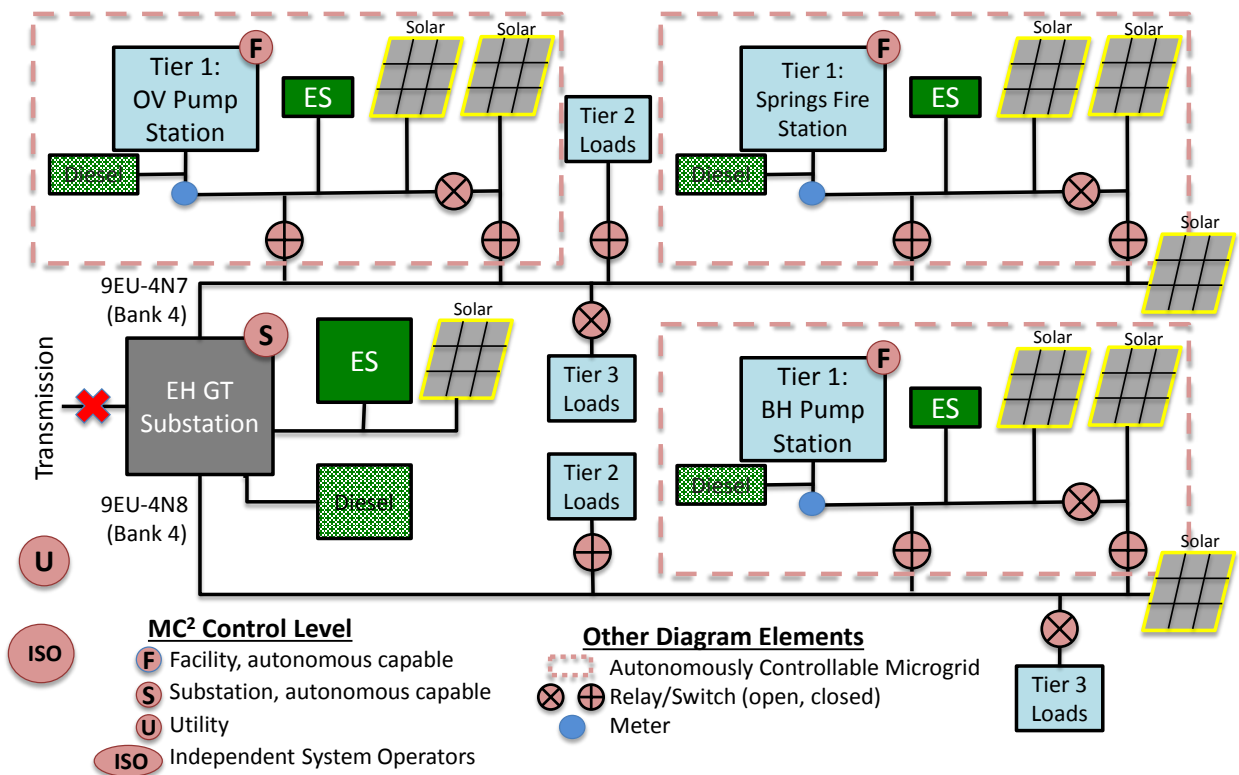 Solar
Solar
F
Tier 1:
OV Pump
Station
ES
Diesel
Tier 2
Loads
Solar
Solar
F
Tier 1:
Springs Fire
Station
ES
Diesel
Solar
9EU-4N7
(Bank 4)
S
EH GT
Substation
Transmission
ES
Solar
Diesel
9EU-4N8
(Bank 4)
Tier 3
Loads
Tier 2
Loads
Solar
Solar
F
Tier 1:
BH Pump
Station
ES
Diesel
Solar
Tier 3
Loads
U
ISO
MC² Control Level
F Facility, autonomous capable
S Substation, autonomous capable
U Utility
ISO Independent System Operators
Other Diagram Elements
Autonomously Controllable Microgrid
Relay/Switch (open, closed)
Meter